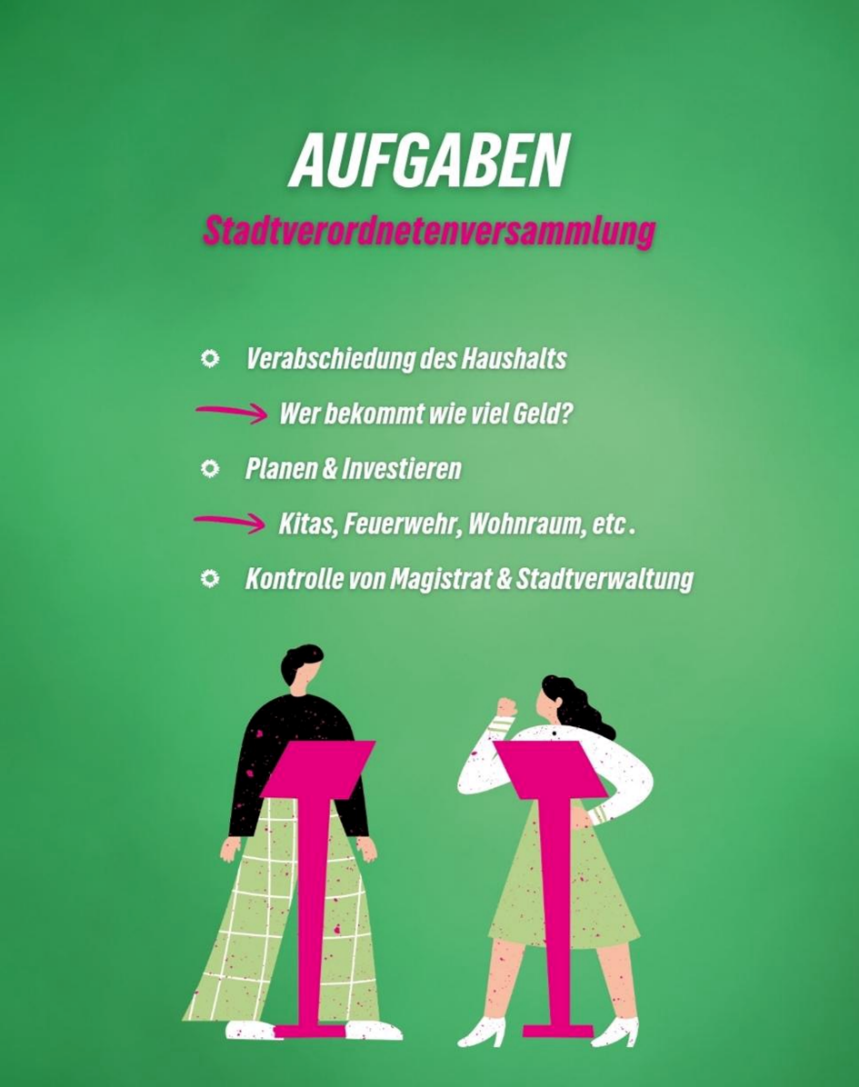 AUFGABEN
Stadtverordnetenversammlung
Verabschiedung des Haushalts
Wer bekommt wie viel Geld?
Planen & Investieren
Kitas, Feuerwehr, Wohnraum, etc.
Kontrolle von Magistrat & Stadtverwaltung